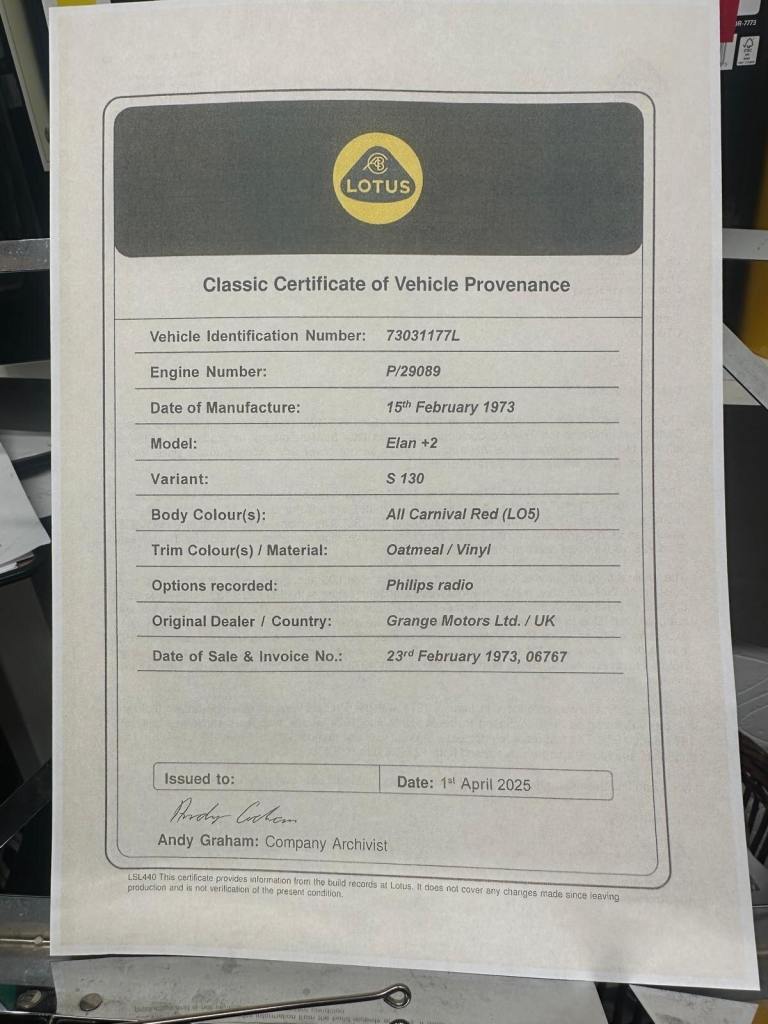 R-7773
FSC
LOTUS
Classic Certificate of Vehicle Provenance
Vehicle Identification Number: 73031177L
Engine Number: P/29089
Date of Manufacture: 15th February 1973
Model: Elan +2
Variant: S 130
Body Colour(s): All Carnival Red (LO5)
Trim Colour(s) / Material: Oatmeal / Vinyl
Options recorded: Philips radio
Original Dealer / Country: Grange Motors Ltd. / UK
Date of Sale & Invoice No.: 23rd February 1973, 06767
Issued to: Date: 1st April 2025
Andy Graham
Andy Graham: Company Archivist
LSL440 This certificate provides information from the build records at Lotus. It does not cover any changes made since leaving
production and is not verification of the present condition.